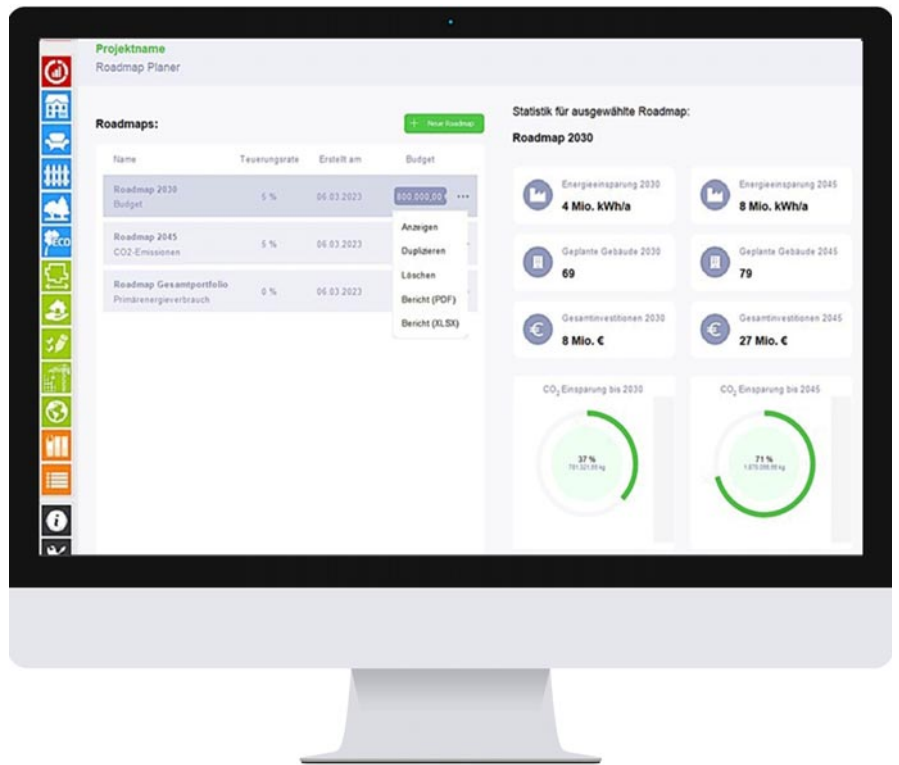 Projektname
Roadmap Planer
Roadmaps:
+ Neue Roadmap
Name Teuerungsrate Erstellt am Budget
Roadmap 2030
Budget
5 % 06.03.2023 800.000,00 €
Roadmap 2045
CO2-Emissionen
5 % 06.03.2023
Roadmap Gesamtportfolio
Primärenergieverbrauch
0 % 06.03.2023
Anzeigen
Duplizieren
Löschen
Bericht (PDF)
Bericht (XLSX)
ECO
Statistik für ausgewählte Roadmap:
Roadmap 2030
Energieeinsparung 2030
4 Mio. kWh/a
Energieeinsparung 2045
8 Mio. kWh/a
Geplante Gebäude 2030
69
Geplante Gebäude 2045
79
Gesamtinvestitionen 2030
8 Mio. €
Gesamtinvestitionen 2045
27 Mio. €
CO₂ Einsparung bis 2030
37 %
CO₂ Einsparung bis 2045
71 %